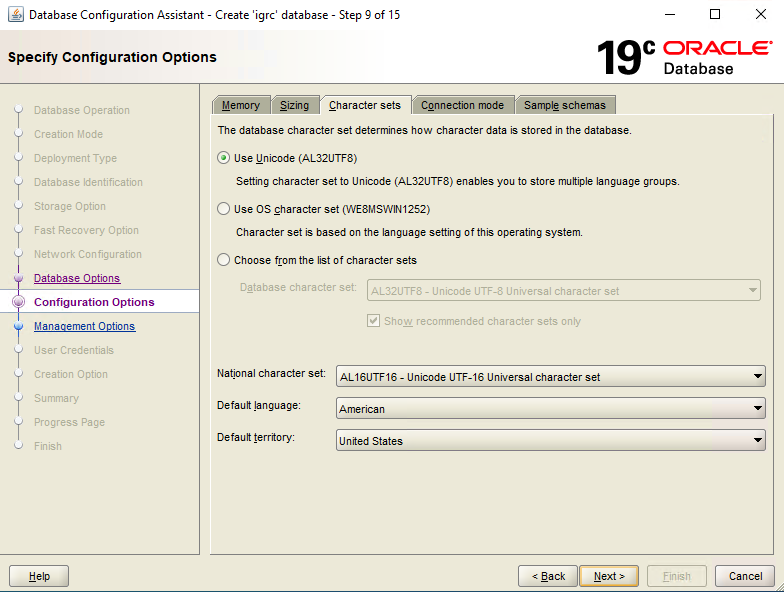 Database Configuration Assistant - Create 'igrc' database - Step 9 of 15
Specify Configuration Options
19c ORACLE
Database
Database Operation
Creation Mode
Deployment Type
Database Identification
Storage Option
Fast Recovery Option
Network Configuration
Database Options
Configuration Options
Management Options
User Credentials
Creation Option
Summary
Progress Page
Finish
Memory Sizing Character sets Connection mode Sample schemas
The database character set determines how character data is stored in the database.
Use Unicode (AL32UTF8)
Setting character set to Unicode (AL32UTF8) enables you to store multiple language groups.
Use OS character set (WE8MSWIN1252)
Character set is based on the language setting of this operating system.
Choose from the list of character sets
Database character set: AL32UTF8 - Unicode UTF-8 Universal character set
Show recommended character sets only
National character set: AL16UTF16 - Unicode UTF-16 Universal character set
Default language: American
Default territory: United States
Help < Back Next > Finish Cancel